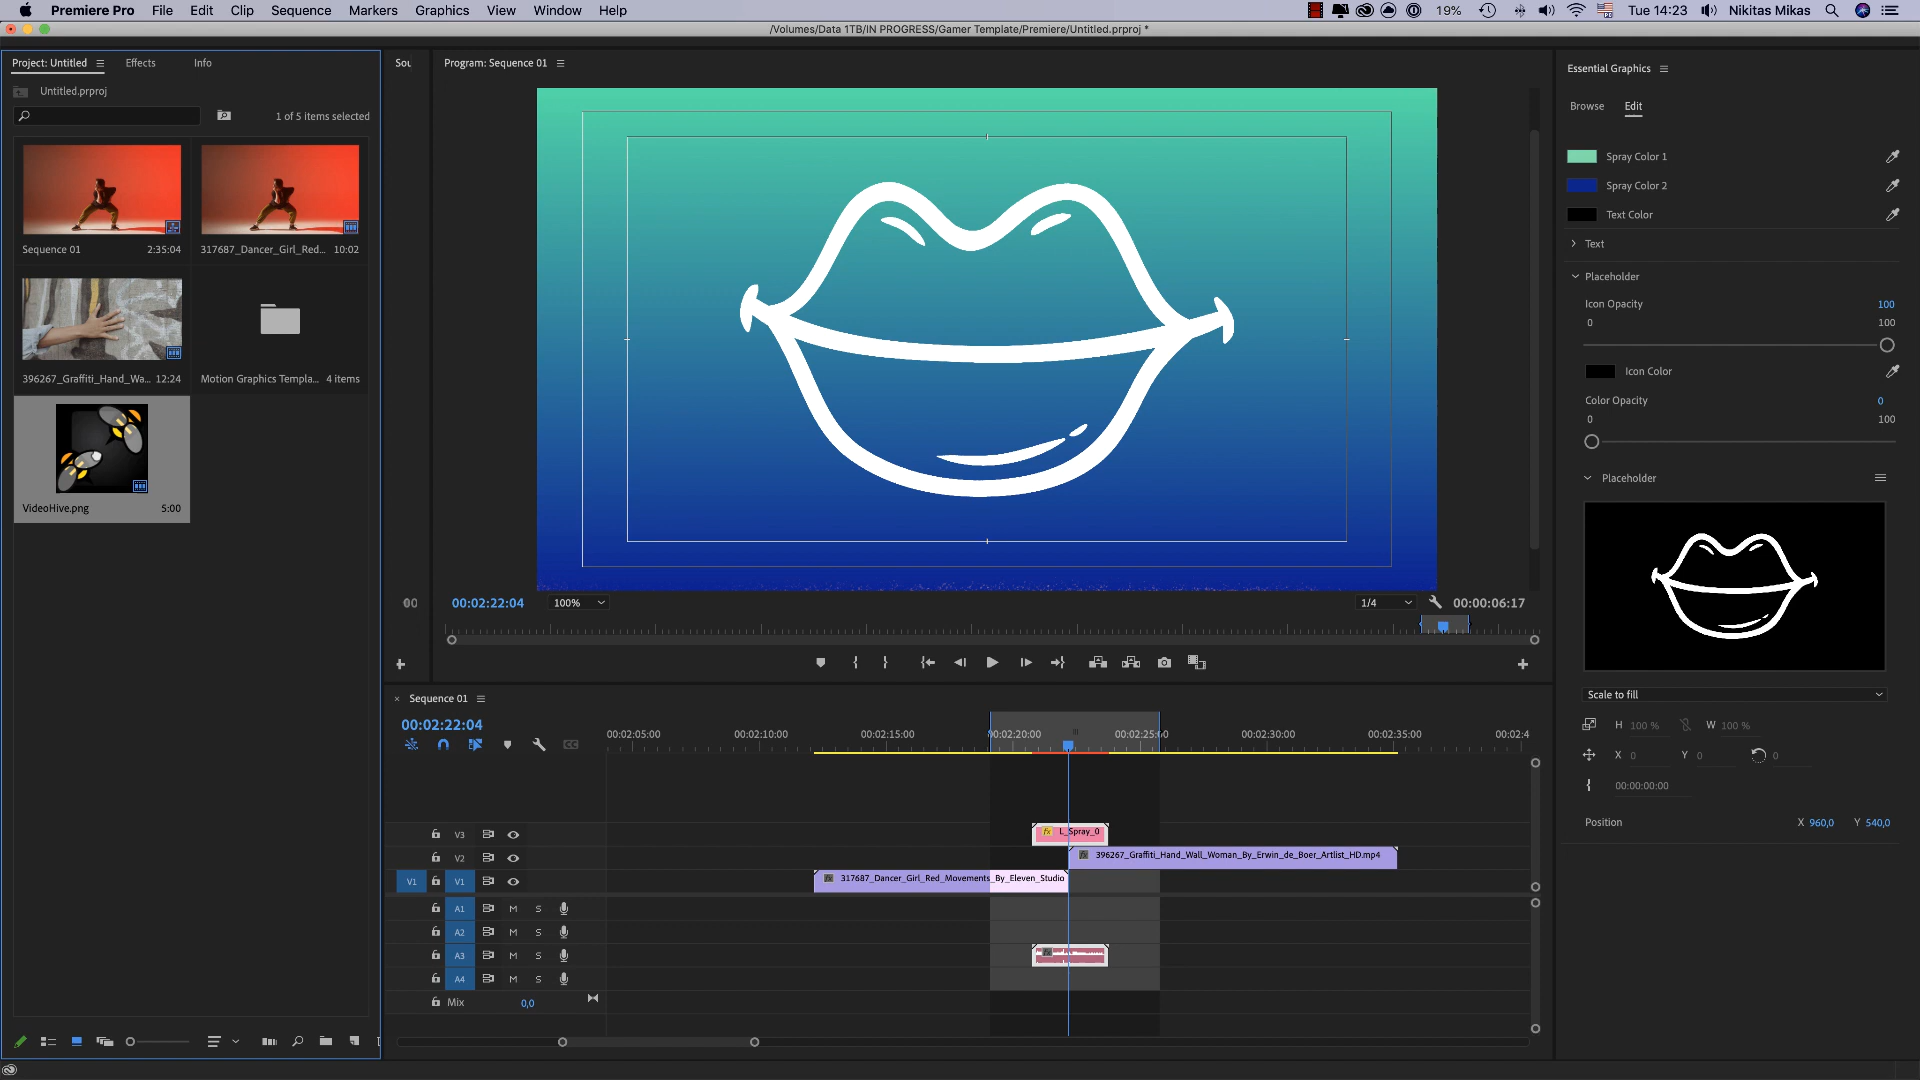 Premiere Pro File Edit Clip Sequence Markers Graphics View Window Help 19% Tue 14:23 Nikitas Mikas
/Volumes/Data 1TB/IN PROGRESS/Gamer Template/Premiere/Untitled.prproj *
Project: Untitled Effects Info
Untitled.prproj
1 of 5 items selected
Sequence 01 2:35:04
317687_Dancer_Girl_Red... 10:02
396267_Graffiti_Hand_Wa... 12:24
Motion Graphics Templa... 4 items
VideoHive.png 5:00
Sou
Program: Sequence 01
00
00:02:22:04 100% 1/4 00:00:06:17
Essential Graphics
Browse Edit
Spray Color 1
Spray Color 2
Text Color
Text
Placeholder
Icon Opacity 100
0 100
Icon Color
Color Opacity 0
0 100
Placeholder
Scale to fill
H 100 % W 100 %
X 0 Y 0 0
00:00:00:00
Position X 960,0 Y 540,0
× Sequence 01
00:02:22:04
00:02:05:00 00:02:10:00 00:02:15:00 00:02:20:00 00:02:25:00 00:02:30:00 00:02:35:00 00:02:4
V3 L_Spray_0
V2 396267_Graffiti_Hand_Wall_Woman_By_Erwin_de_Boer_Artlist_HD.mp4
V1 V1 317687_Dancer_Girl_Red_Movements_By_Eleven_Studio
A1 M S
A2 M S
A3 M S
A4 M S
Mix 0,0